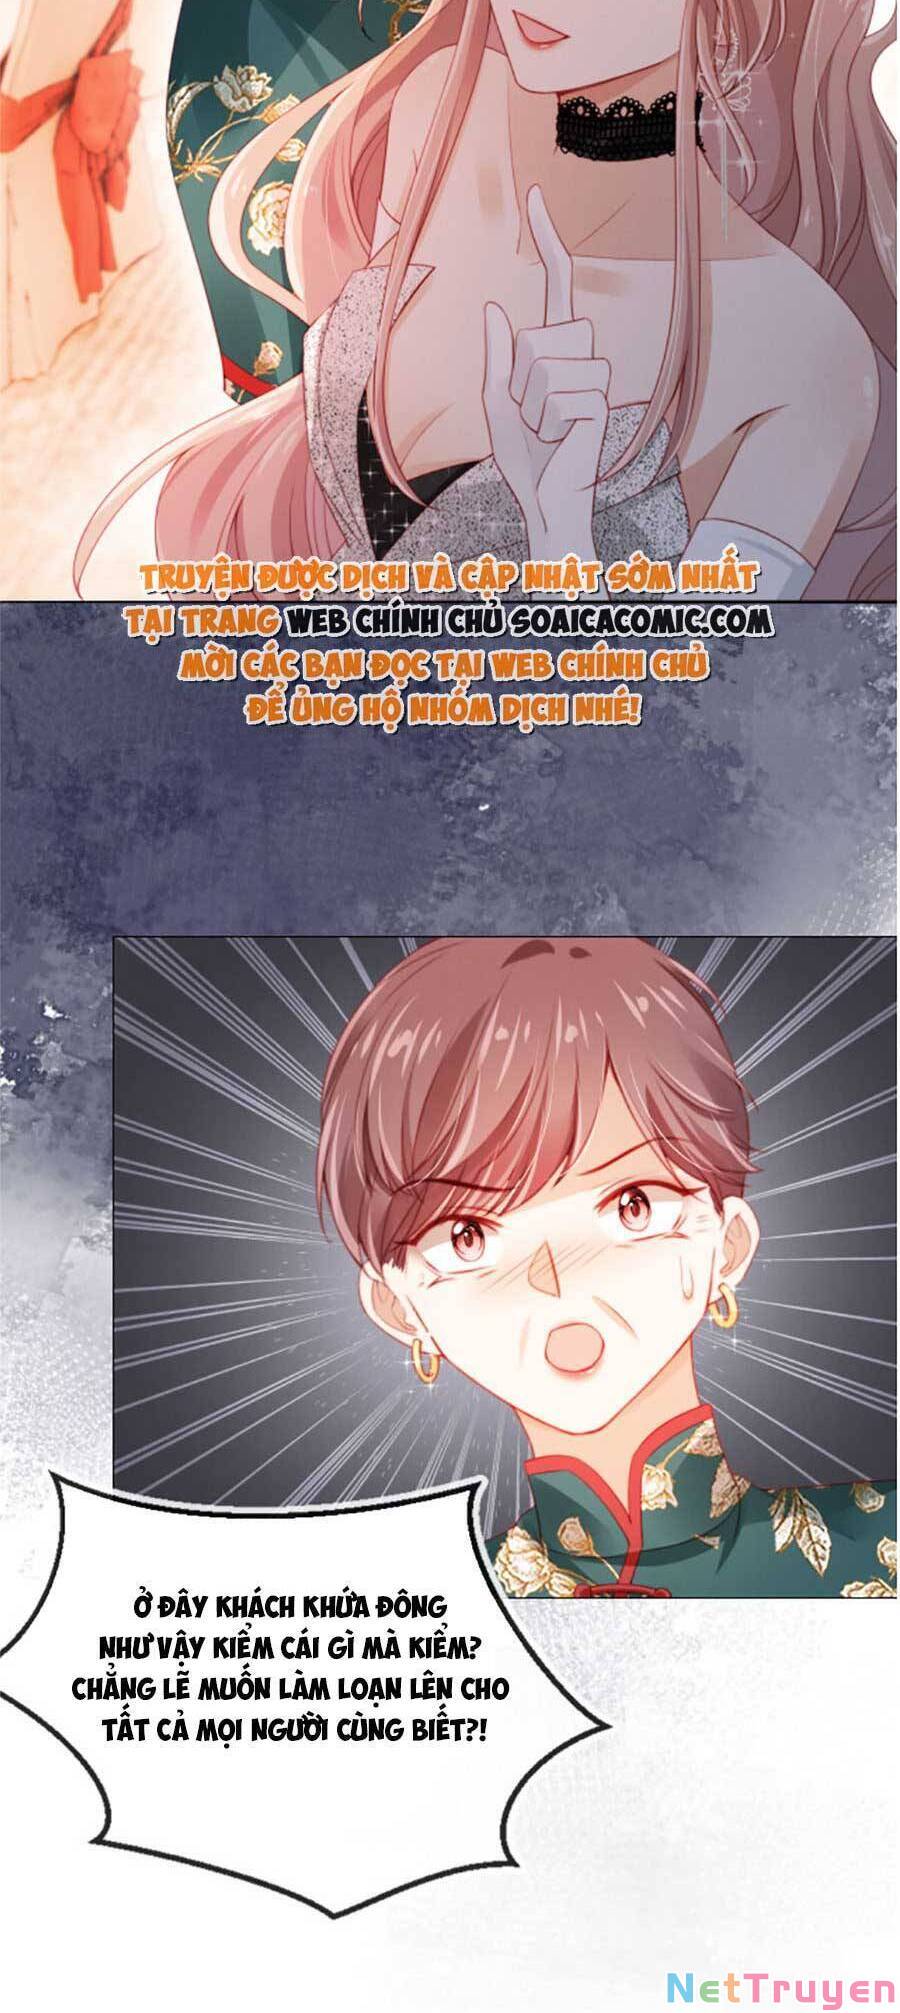 TRUYỆN ĐƯỢC DỊCH VÀ CẬP NHẬT SỚM NHẤT
TẠI TRANG WEB CHÍNH CHỦ SOAICACOMIC.COM
MỜI CÁC BẠN ĐỌC TẠI WEB CHÍNH CHỦ
ĐỂ ỦNG HỘ NHÓM DỊCH NHÉ!
Ở ĐÂY KHÁCH KHỨA ĐÔNG
NHƯ VẬY KIỂM CÁI GÌ MÀ KIỂM?
CHẲNG LẼ MUỐN LÀM LOẠN LÊN CHO
TẤT CẢ MỌI NGƯỜI CÙNG BIẾT?!
NetTruyen